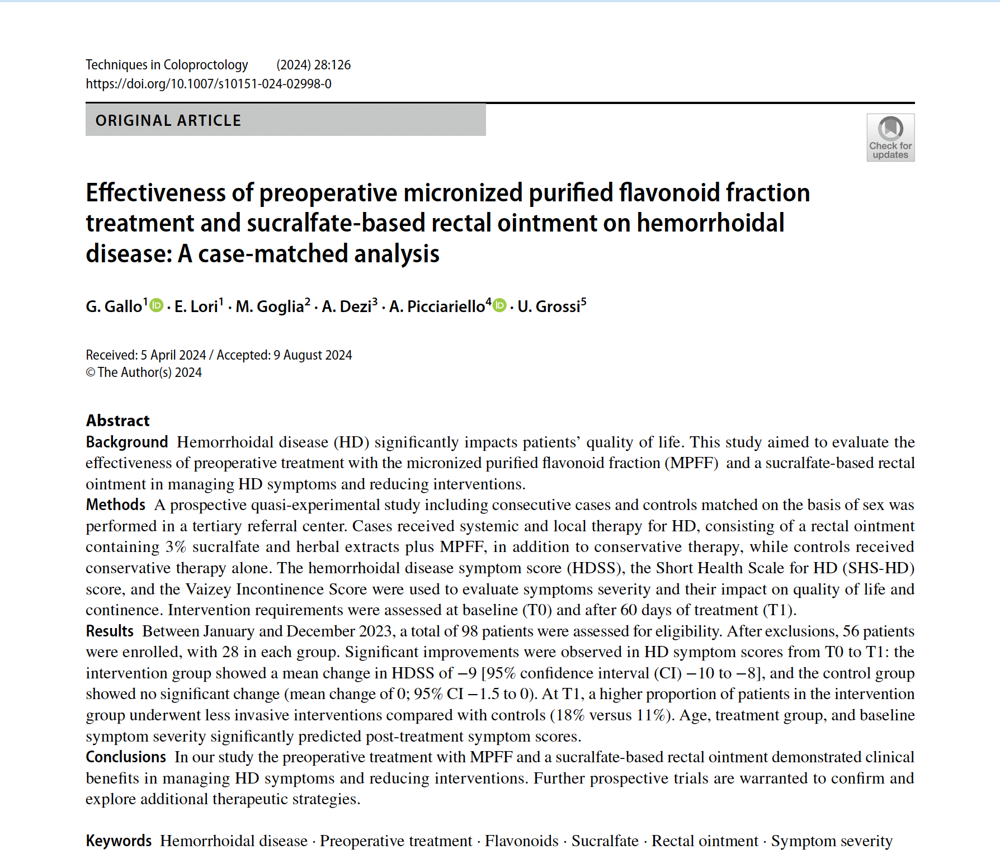 Techniques in Coloproctology (2024) 28:126
https://doi.org/10.1007/s10151-024-02998-0
ORIGINAL ARTICLE
Check for
updates
Effectiveness of preoperative micronized purified flavonoid fraction
treatment and sucralfate-based rectal ointment on hemorrhoidal
disease: A case-matched analysis
G. Gallo1 iD · E. Lori1 · M. Goglia2 · A. Dezi3 · A. Picciariello4 iD · U. Grossi5
Received: 5 April 2024 / Accepted: 9 August 2024
© The Author(s) 2024
Abstract
Background Hemorrhoidal disease (HD) significantly impacts patients’ quality of life. This study aimed to evaluate the
effectiveness of preoperative treatment with the micronized purified flavonoid fraction (MPFF) and a sucralfate-based rectal
ointment in managing HD symptoms and reducing interventions.
Methods A prospective quasi-experimental study including consecutive cases and controls matched on the basis of sex was
performed in a tertiary referral center. Cases received systemic and local therapy for HD, consisting of a rectal ointment
containing 3% sucralfate and herbal extracts plus MPFF, in addition to conservative therapy, while controls received
conservative therapy alone. The hemorrhoidal disease symptom score (HDSS), the Short Health Scale for HD (SHS-HD)
score, and the Vaizey Incontinence Score were used to evaluate symptoms severity and their impact on quality of life and
continence. Intervention requirements were assessed at baseline (T0) and after 60 days of treatment (T1).
Results Between January and December 2023, a total of 98 patients were assessed for eligibility. After exclusions, 56 patients
were enrolled, with 28 in each group. Significant improvements were observed in HD symptom scores from T0 to T1: the
intervention group showed a mean change in HDSS of −9 [95% confidence interval (CI) −10 to −8], and the control group
showed no significant change (mean change of 0; 95% CI −1.5 to 0). At T1, a higher proportion of patients in the intervention
group underwent less invasive interventions compared with controls (18% versus 11%). Age, treatment group, and baseline
symptom severity significantly predicted post-treatment symptom scores.
Conclusions In our study the preoperative treatment with MPFF and a sucralfate-based rectal ointment demonstrated clinical
benefits in managing HD symptoms and reducing interventions. Further prospective trials are warranted to confirm and
explore additional therapeutic strategies.
Keywords Hemorrhoidal disease · Preoperative treatment · Flavonoids · Sucralfate · Rectal ointment · Symptom severity